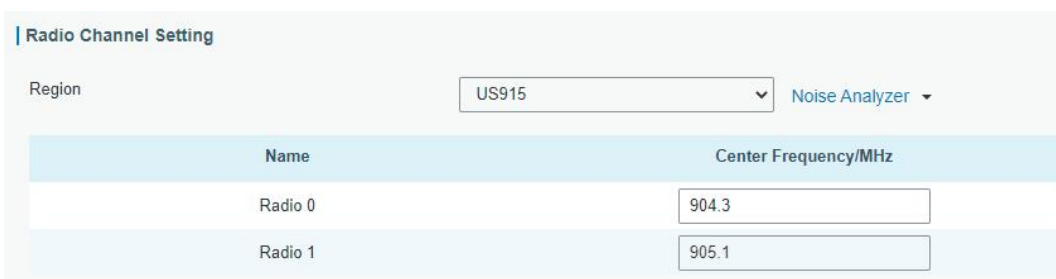 Radio Channel Setting
Region US915 Noise Analyzer
Name Center Frequency/MHz
Radio 0 904.3
Radio 1 905.1